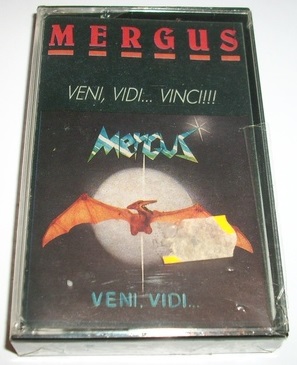 MERGUS
VENI, VIDI... VINCI!!!
Mergus
VENI, VIDI...